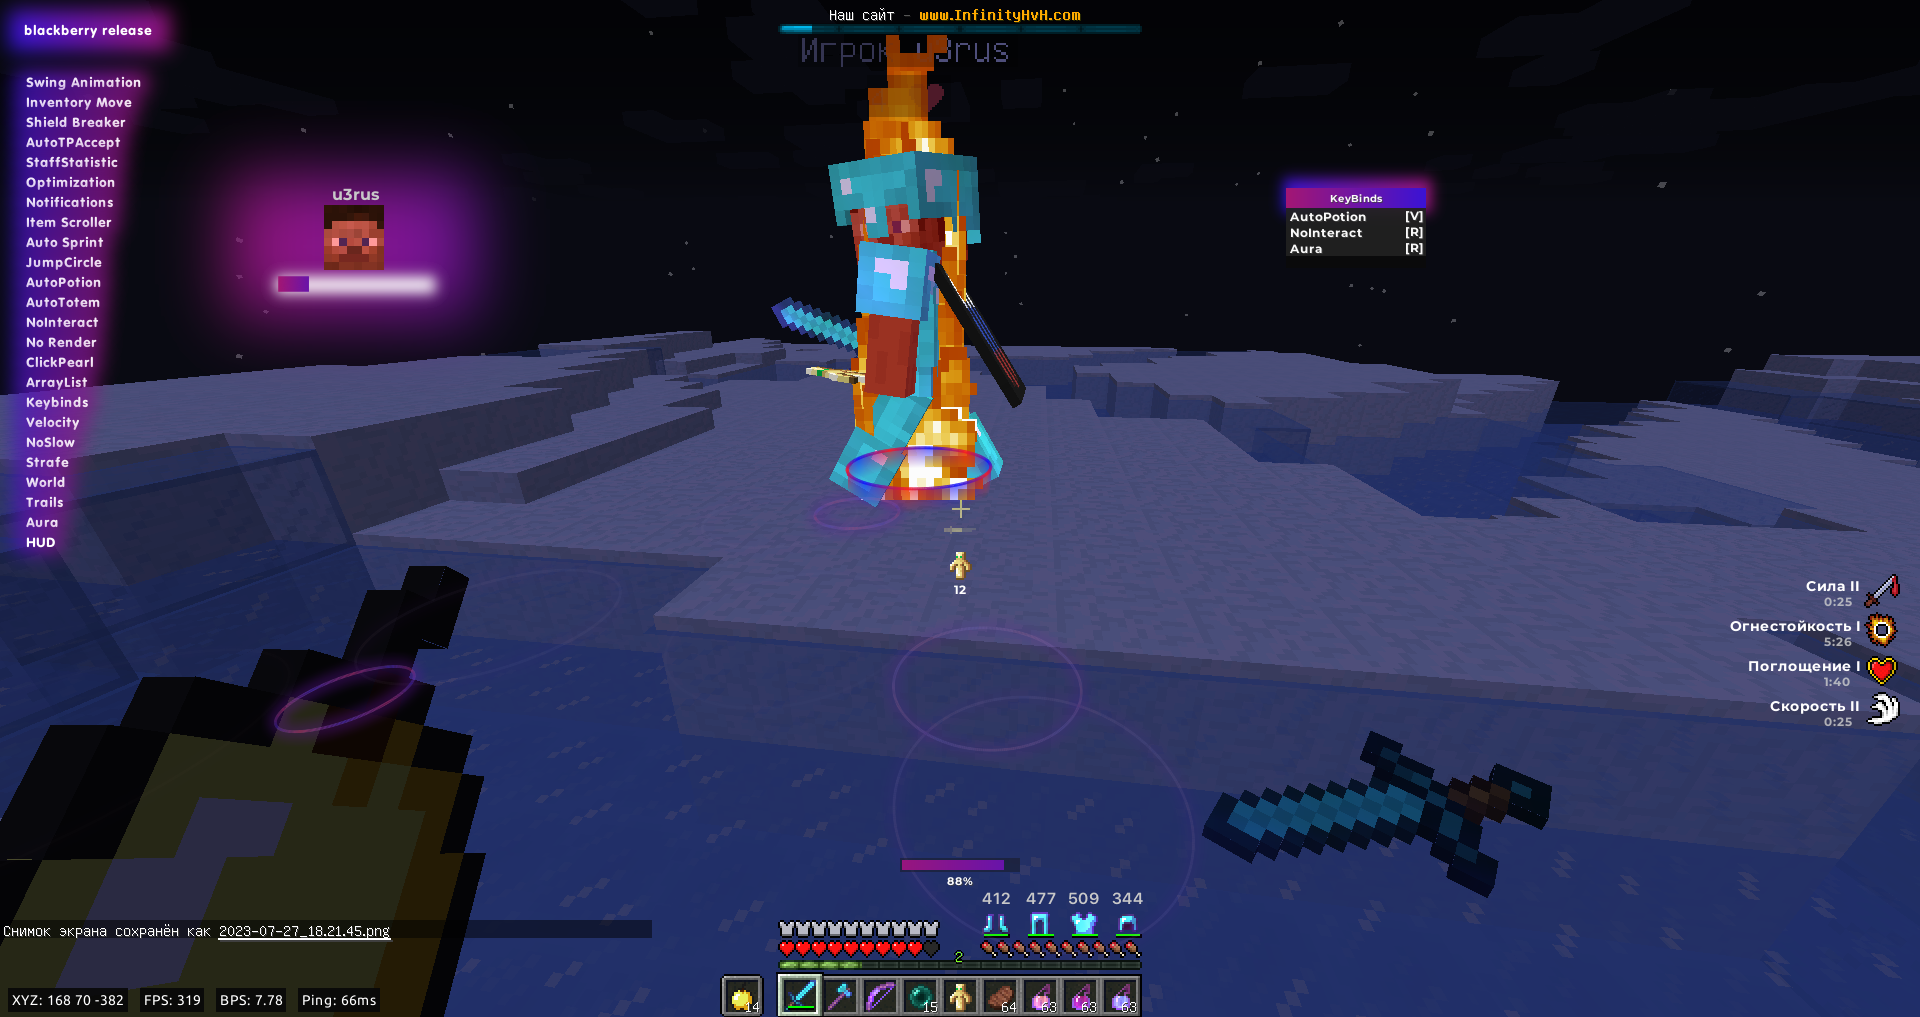 Наш сайт - www.InfinityHvH.com
blackberry release
Swing Animation
Inventory Move
Shield Breaker
AutoTPAccept
StaffStatistic
Optimization
Notifications
Item Scroller
Auto Sprint
JumpCircle
AutoPotion
AutoTotem
NoInteract
No Render
ClickPearl
ArrayList
Keybinds
Velocity
NoSlow
Strafe
World
Trails
Aura
HUD
u3rus
KeyBinds
AutoPotion [V]
NoInteract [R]
Aura [R]
12
Сила II
0:25
Огнестойкость I
5:26
Поглощение I
1:40
Скорость II
0:25
88%
412 477 509 344
Снимок экрана сохранён как 2023-07-27_18.21.45.png
2
XYZ: 168 70 -382 FPS: 319 BPS: 7.78 Ping: 66ms
14 15 64 63 63 63